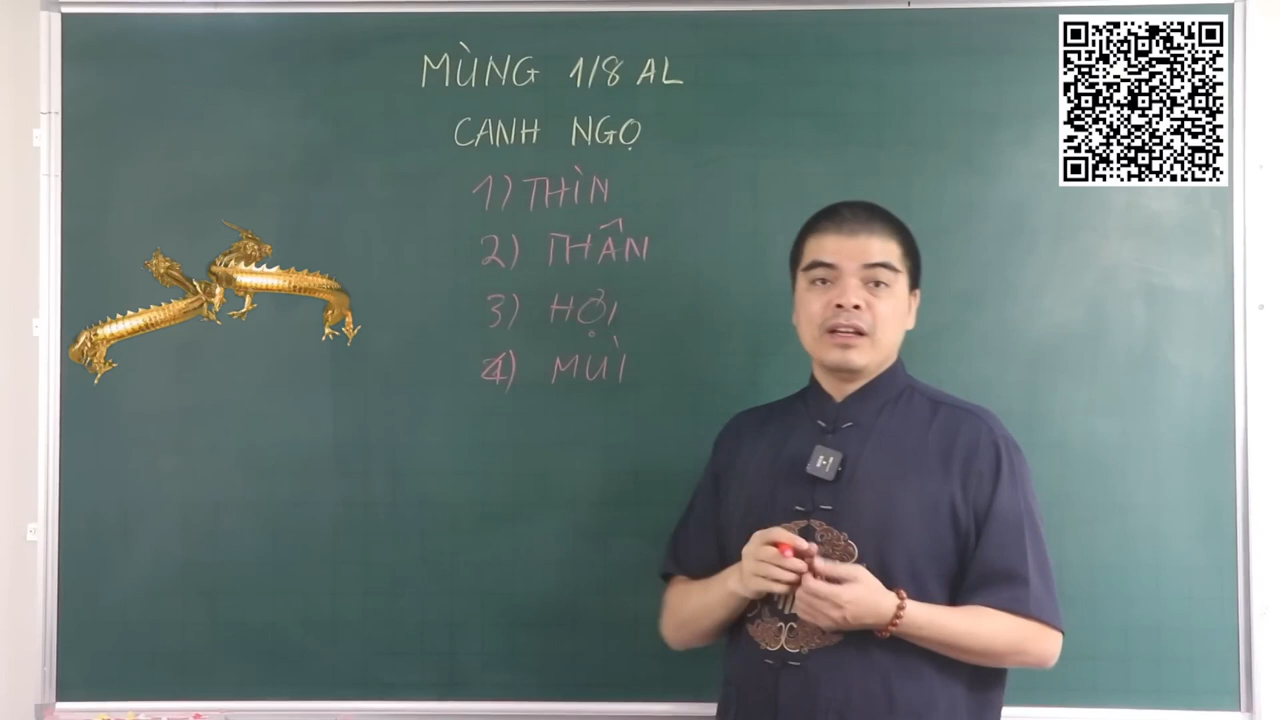 MÙNG 1/8 AL
CANH NGỌ
1) THÌN
2) THÂN
3) HỢI
4) MÙI